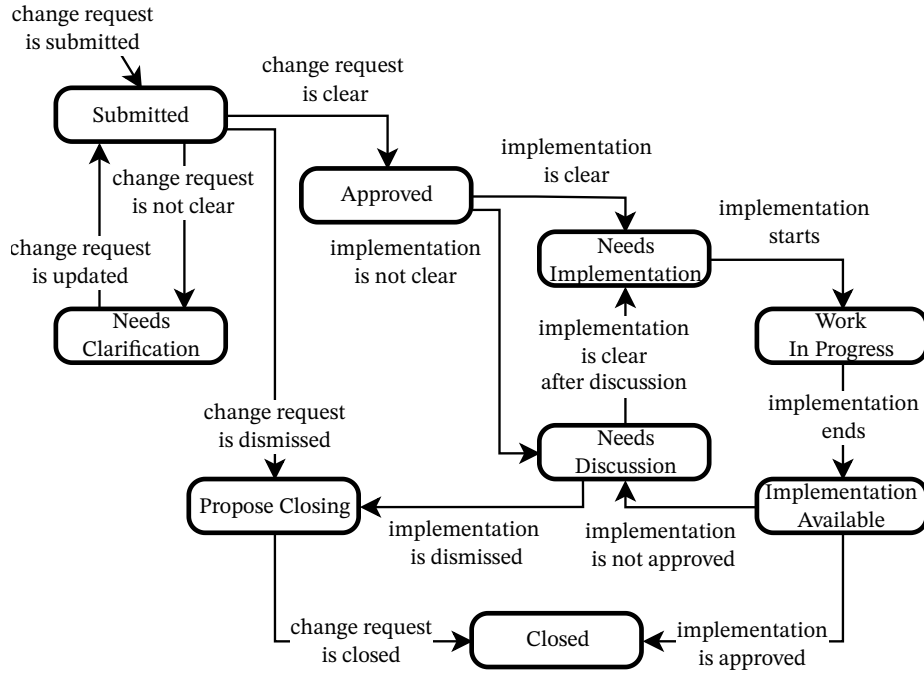 change request
is submitted
Submitted
change request
is clear
change request
is not clear
change request
is updated
Needs
Clarification
Approved
implementation
is clear
implementation
is not clear
Needs
Implementation
implementation
starts
Work
In Progress
implementation
is clear
after discussion
implementation
ends
change request
is dismissed
Needs
Discussion
Propose Closing
Implementation
Available
implementation
is dismissed
implementation
is not approved
change request
is closed
Closed
implementation
is approved